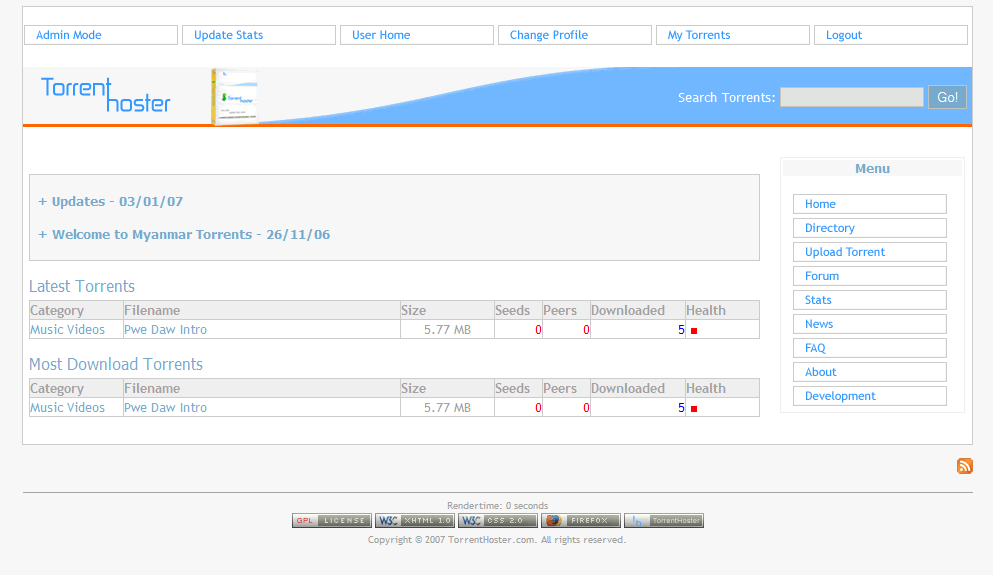 Admin Mode Update Stats User Home Change Profile My Torrents Logout
Torrent
hoster
Search Torrents: Go!
Menu
+ Updates - 03/01/07
+ Welcome to Myanmar Torrents - 26/11/06
Home
Directory
Upload Torrent
Forum
Stats
News
FAQ
About
Development
Latest Torrents
Category Filename Size Seeds Peers Downloaded Health
Music Videos Pwe Daw Intro 5.77 MB 0 0 5
Most Download Torrents
Category Filename Size Seeds Peers Downloaded Health
Music Videos Pwe Daw Intro 5.77 MB 0 0 5
Rendertime: 0 seconds
GPL LICENSE W3C XHTML 1.0 W3C CSS 2.0 FIREFOX TorrentHoster
Copyright © 2007 TorrentHoster.com. All rights reserved.